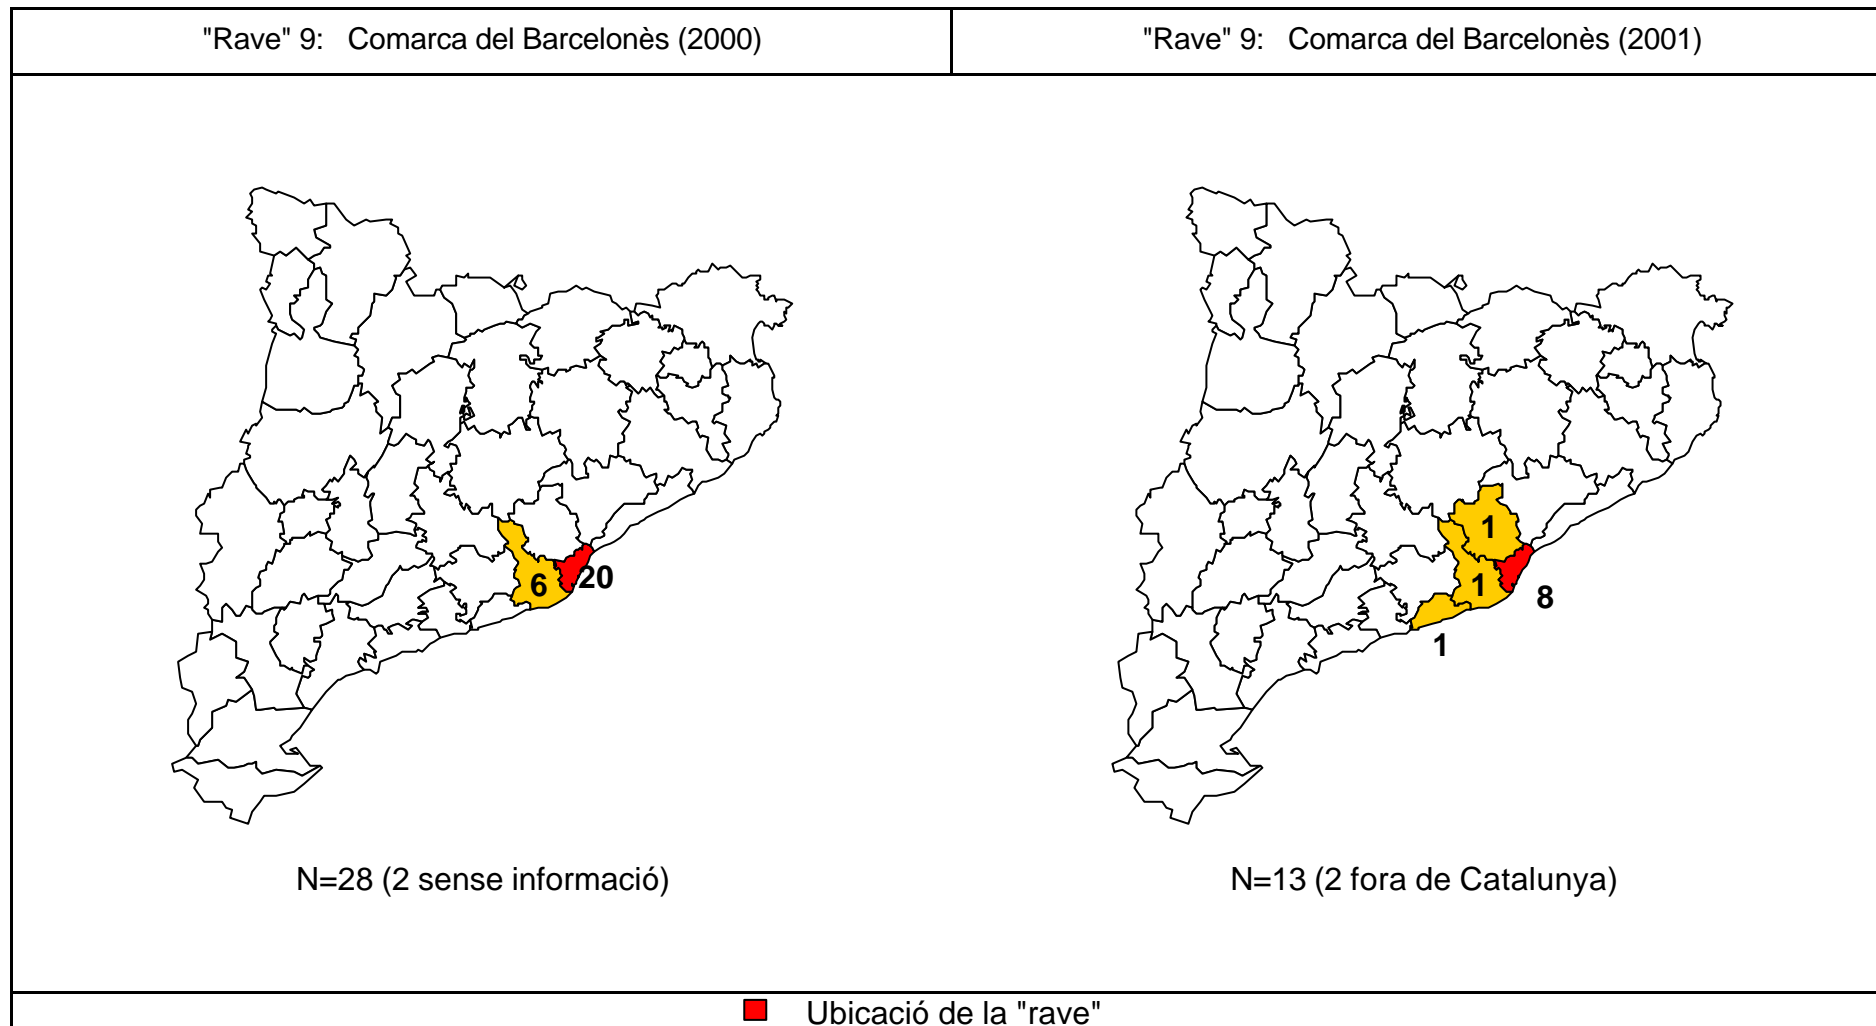 "Rave" 9: Comarca del Barcelonès (2000)
"Rave" 9: Comarca del Barcelonès (2001)
6
20
1
1
8
1
N=28 (2 sense informació)
N=13 (2 fora de Catalunya)
Ubicació de la "rave"